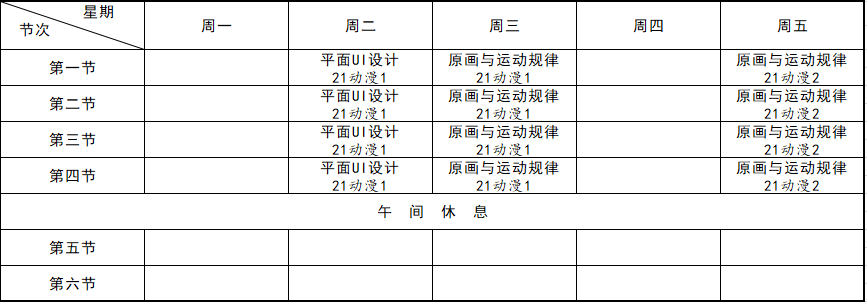 星期
节次
周一
周二
周三
周四
周五
第一节
平面UI设计
21动漫1
原画与运动规律
21动漫1
原画与运动规律
21动漫2
第二节
平面UI设计
21动漫1
原画与运动规律
21动漫1
原画与运动规律
21动漫2
第三节
平面UI设计
21动漫1
原画与运动规律
21动漫1
原画与运动规律
21动漫2
第四节
平面UI设计
21动漫1
原画与运动规律
21动漫1
原画与运动规律
21动漫2
午 间 休 息
第五节
第六节